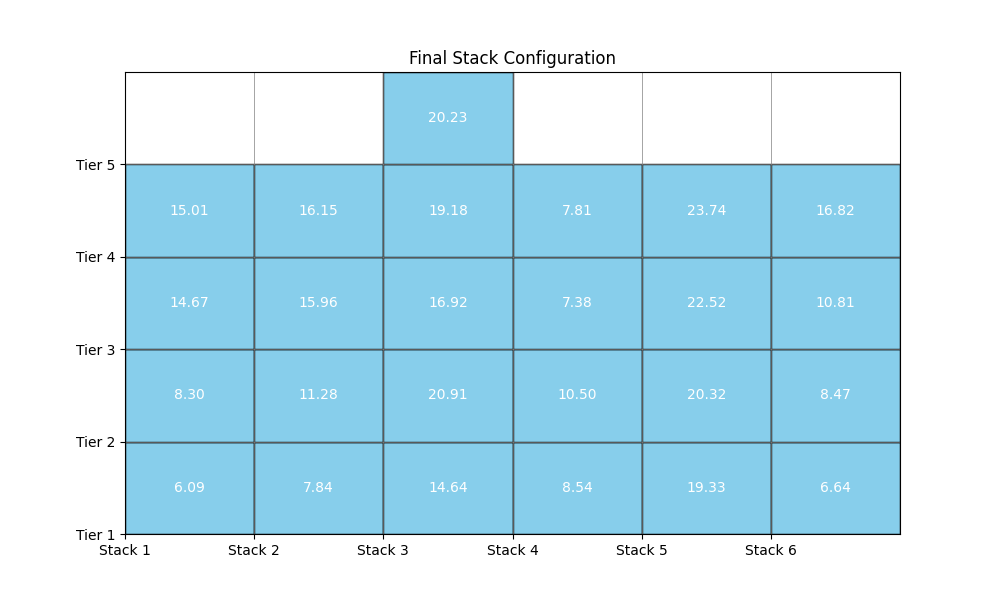 Final Stack Configuration
20.23
Tier 5
15.01 16.15 19.18 7.81 23.74 16.82
Tier 4
14.67 15.96 16.92 7.38 22.52 10.81
Tier 3
8.30 11.28 20.91 10.50 20.32 8.47
Tier 2
6.09 7.84 14.64 8.54 19.33 6.64
Tier 1
Stack 1 Stack 2 Stack 3 Stack 4 Stack 5 Stack 6